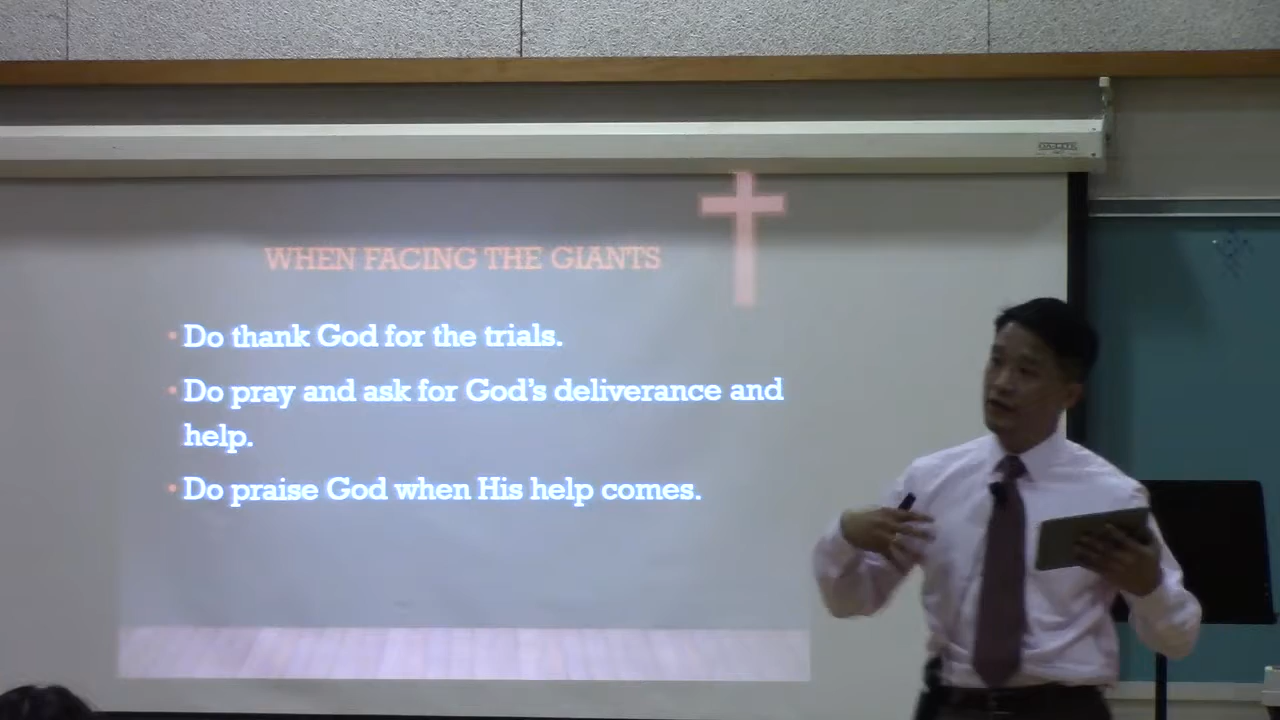 WHEN FACING THE GIANTS
Do thank God for the trials.
Do pray and ask for God's deliverance and
help.
Do praise God when His help comes.